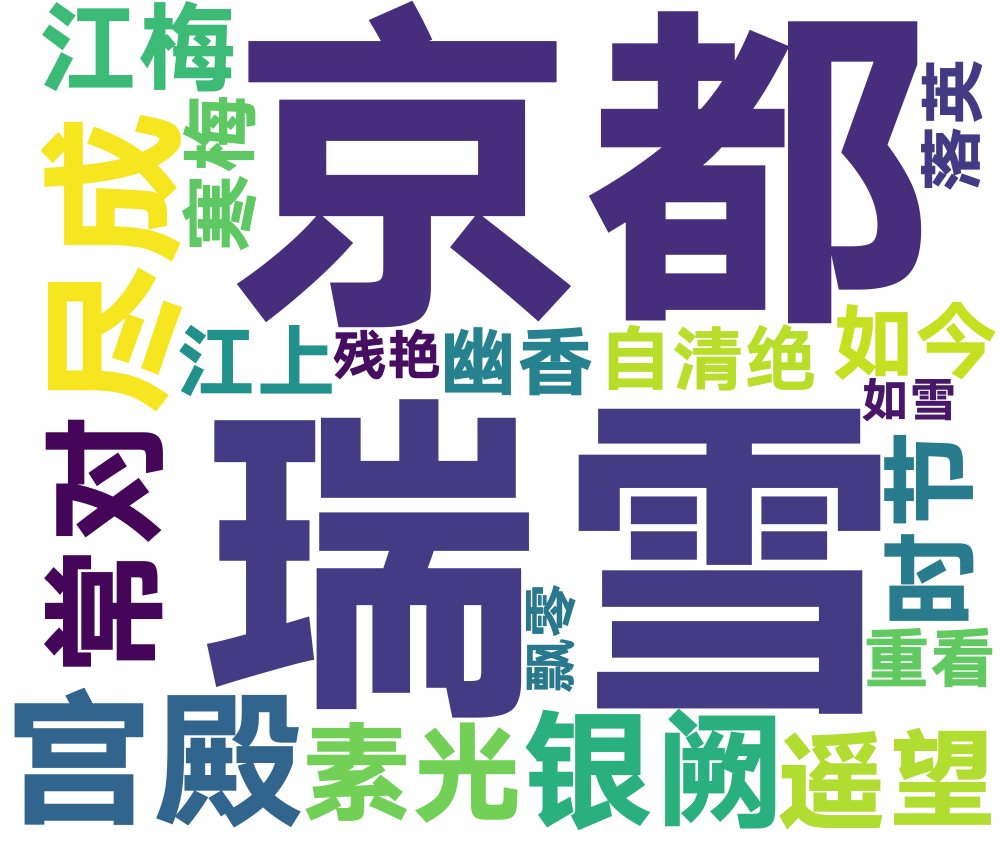 江梅
京都
落英
寒梅
尽成
江上
残艳
幽香
自清绝
如今
如雪
瑞雪
常对
时节
飘零
重看
宫殿
素光
银阙
遥望